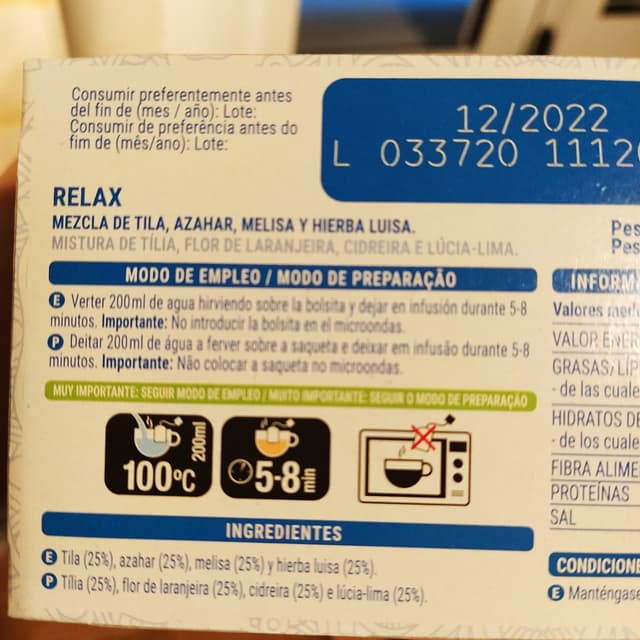 Consumir preferentemente antes
del fin de (mes / año): Lote:
Consumir de preferência antes do
fim de (mês/ano): Lote:
12/2022
L 033720 1112
RELAX
MEZCLA DE TILA, AZAHAR, MELISA Y HIERBA LUISA.
MISTURA DE TÍLIA, FLOR DE LARANJEIRA, CIDREIRA E LÚCIA-LIMA.
MODO DE EMPLEO / MODO DE PREPARAÇÃO
E Verter 200ml de agua hirviendo sobre la bolsita y dejar en infusión durante 5-8
minutos. Importante: No introducir la bolsita en el microondas.
P Deitar 200ml de água a ferver sobre a saqueta e deixar em infusão durante 5-8
minutos. Importante: Não colocar a saqueta no microondas.
MUY IMPORTANTE: SEGUIR MODO DE EMPLEO / MUITO IMPORTANTE: SEGUIR O MODO DE PREPARAÇÃO
100ºC 200ml
5-8 min
INGREDIENTES
E Tila (25%), azahar (25%), melisa (25%) y hierba luisa (25%).
P Tília (25%), flor de laranjeira (25%), cidreira (25%) e lúcia-lima (25%).
Pes
Pes
INFORM
Valores med
VALOR ENER
GRASAS/LÍP
- de las cuale
HIDRATOS DE
- de los cuale
FIBRA ALIME
PROTEÍNAS
SAL
CONDICIONE
E Manténgase